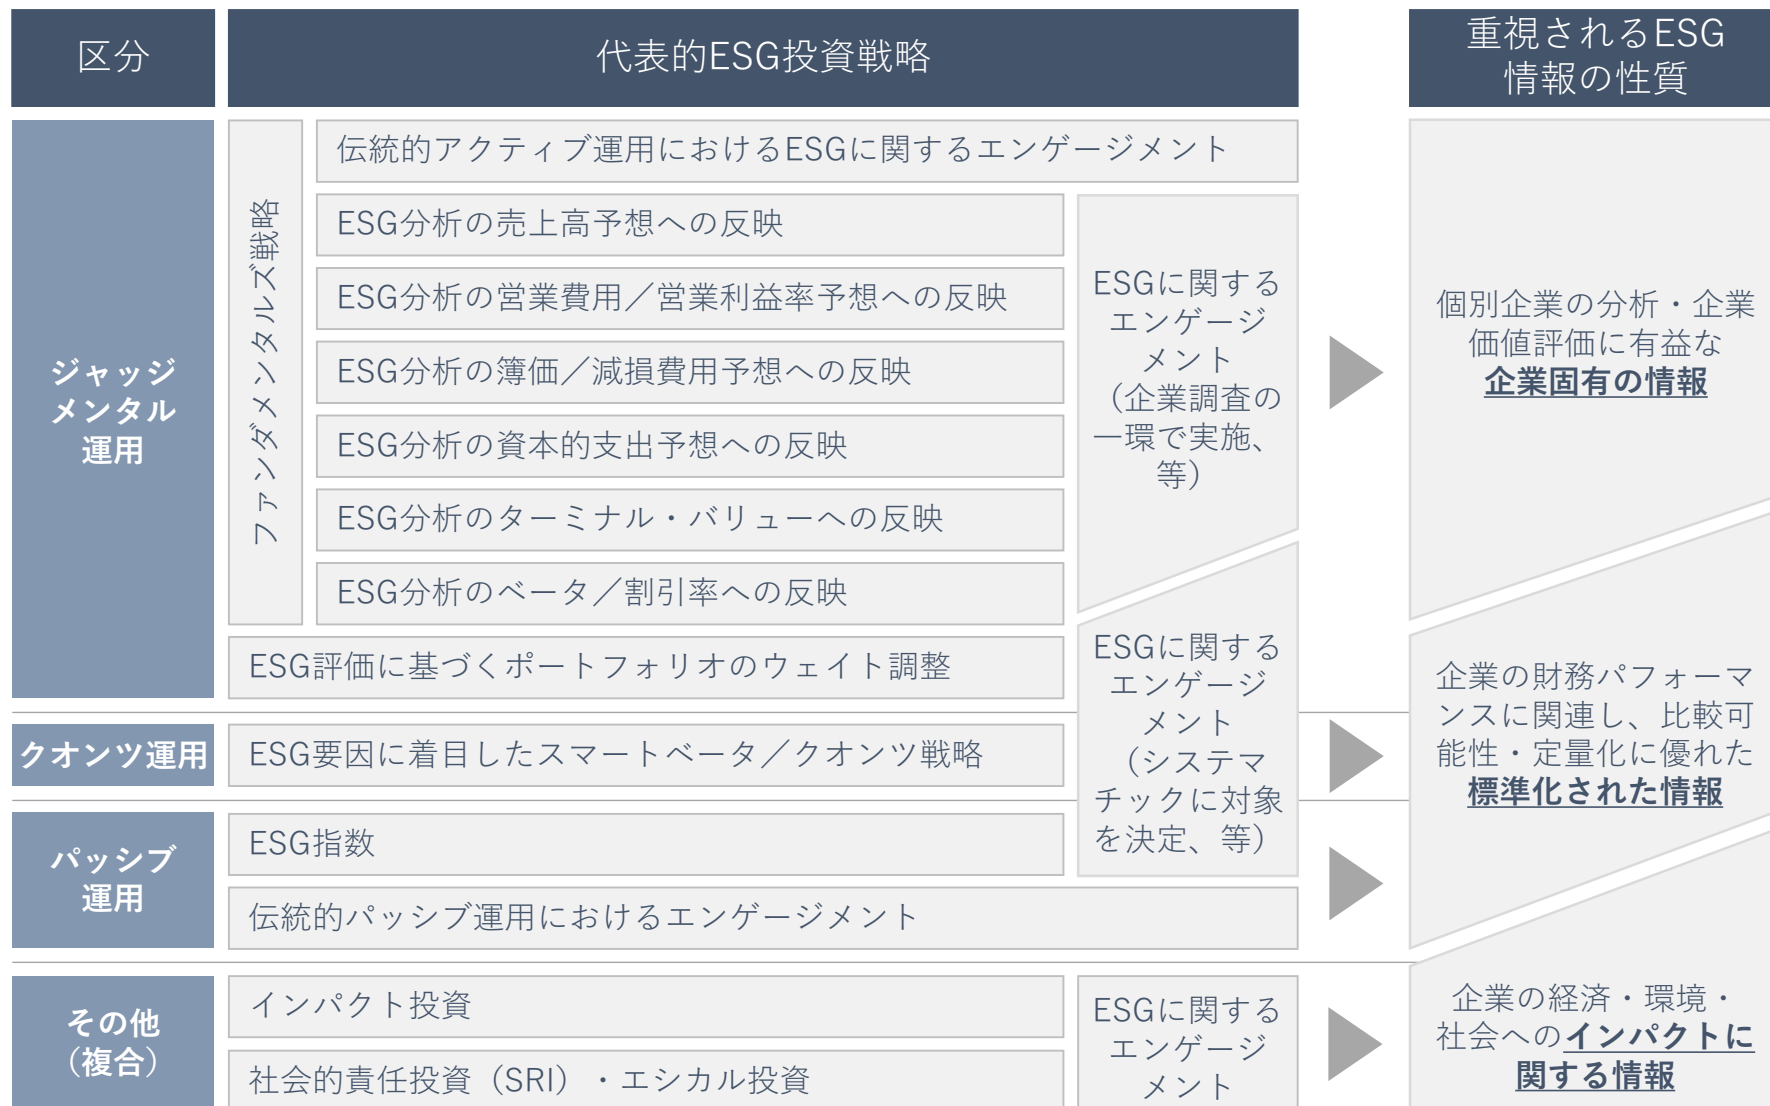 区分
代表的ESG投資戦略
重視されるESG
情報の性質
ジャッジ
メンタル
運用
ファンダメンタルズ戦略
伝統的アクティブ運用におけるESGに関するエンゲージメント
ESG分析の売上高予想への反映
ESG分析の営業費用／営業利益率予想への反映
ESG分析の簿価／減損費用予想への反映
ESG分析の資本的支出予想への反映
ESG分析のターミナル・バリューへの反映
ESG分析のベータ／割引率への反映
ESG評価に基づくポートフォリオのウェイト調整
ESGに関する
エンゲージ
メント
（企業調査の
一環で実施、
等）
個別企業の分析・企業
価値評価に有益な
企業固有の情報
クオンツ運用
ESG要因に着目したスマートベータ／クオンツ戦略
ESGに関する
エンゲージ
メント
（システマ
チックに対象
を決定、等）
企業の財務パフォーマ
ンスに関連し、比較可
能性・定量化に優れた
標準化された情報
パッシブ
運用
ESG指数
伝統的パッシブ運用におけるエンゲージメント
その他
（複合）
インパクト投資
社会的責任投資（SRI）・エシカル投資
ESGに関する
エンゲージ
メント
企業の経済・環境・
社会へのインパクトに
関する情報